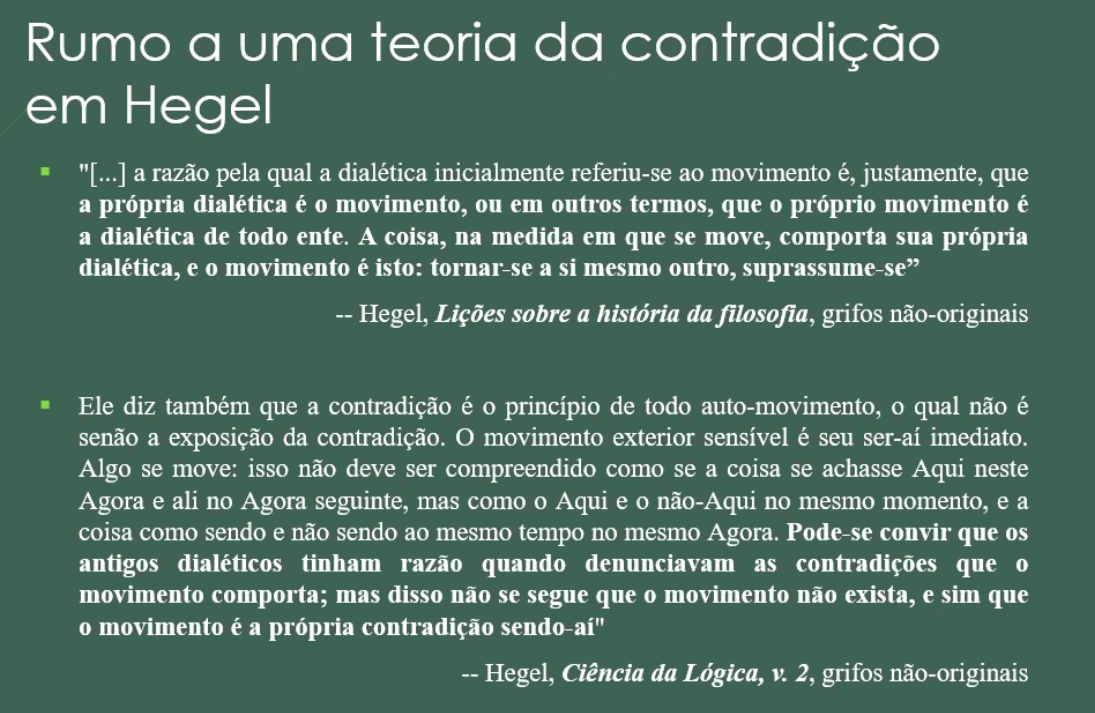 Rumo a uma teoria da contradição
em Hegel
"[...] a razão pela qual a dialética inicialmente referiu-se ao movimento é, justamente, que
a própria dialética é o movimento, ou em outros termos, que o próprio movimento é
a dialética de todo ente. A coisa, na medida em que se move, comporta sua própria
dialética, e o movimento é isto: tornar-se a si mesmo outro, suprassume-se”
-- Hegel, Lições sobre a história da filosofia, grifos não-originais
Ele diz também que a contradição é o princípio de todo auto-movimento, o qual não é
senão a exposição da contradição. O movimento exterior sensível é seu ser-aí imediato.
Algo se move: isso não deve ser compreendido como se a coisa se achasse Aqui neste
Agora e ali no Agora seguinte, mas como o Aqui e o não-Aqui no mesmo momento, e a
coisa como sendo e não sendo ao mesmo tempo no mesmo Agora. Pode-se convir que os
antigos dialéticos tinham razão quando denunciavam as contradições que o
movimento comporta; mas disso não se segue que o movimento não exista, e sim que
o movimento é a própria contradição sendo-aí"
-- Hegel, Ciência da Lógica, v. 2, grifos não-originais